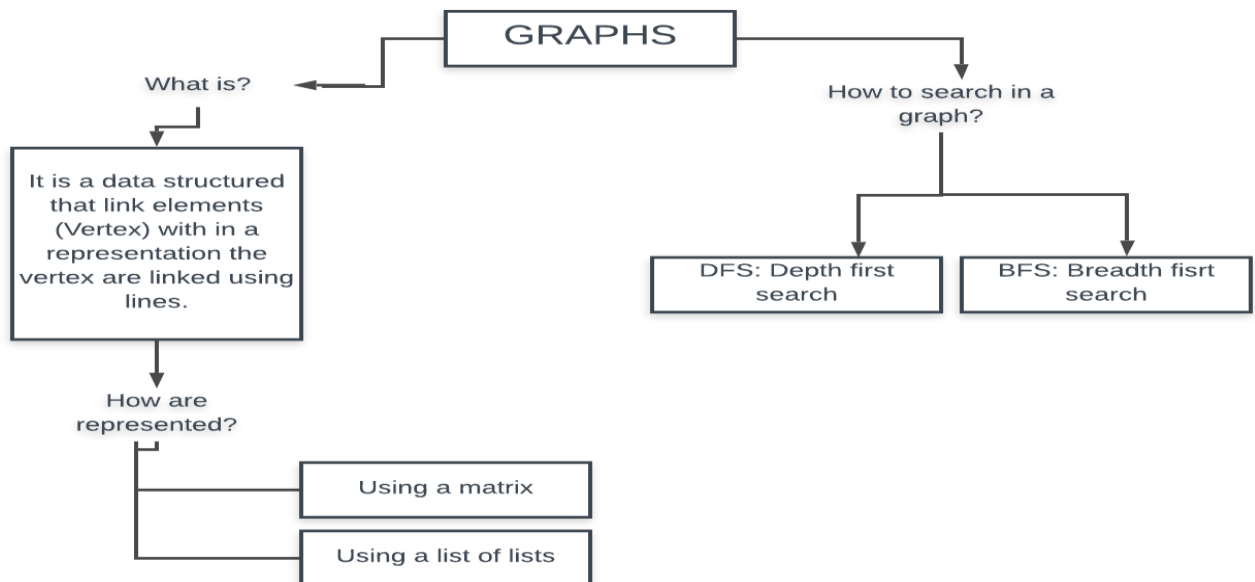 GRAPHS
What is?
How to search in a
graph?
It is a data structured
that link elements
(Vertex) with in a
representation the
vertex are linked using
lines.
DFS: Depth first
search
BFS: Breadth fisrt
search
How are
represented?
Using a matrix
Using a list of lists